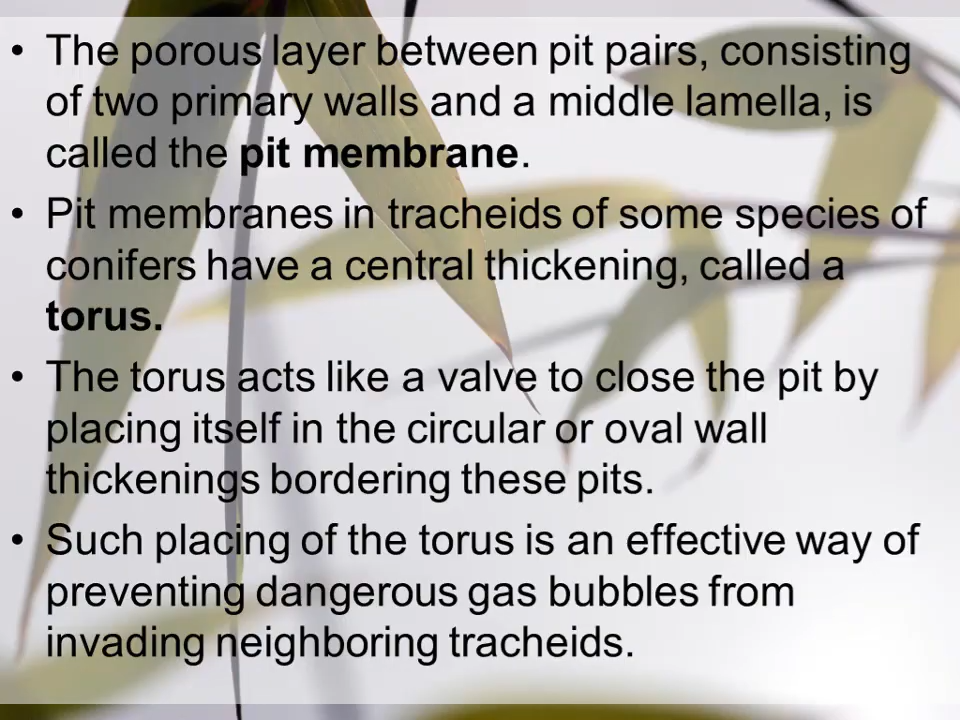 • The porous layer between pit pairs, consisting
of two primary walls and a middle lamella, is
called the pit membrane.
• Pit membranes in tracheids of some species of
conifers have a central thickening, called a
torus.
• The torus acts like a valve to close the pit by
placing itself in the circular or oval wall
thickenings bordering these pits.
• Such placing of the torus is an effective way of
preventing dangerous gas bubbles from
invading neighboring tracheids.